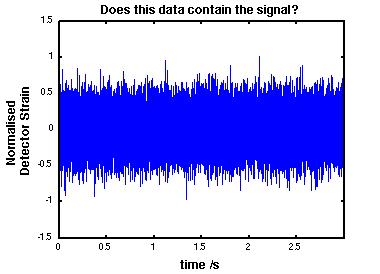 Does this data contain the signal?
1.5
1
0.5
0
-0.5
-1
-1.5
Normalised
Detector Strain
0 0.5 1 1.5 2 2.5
time /s